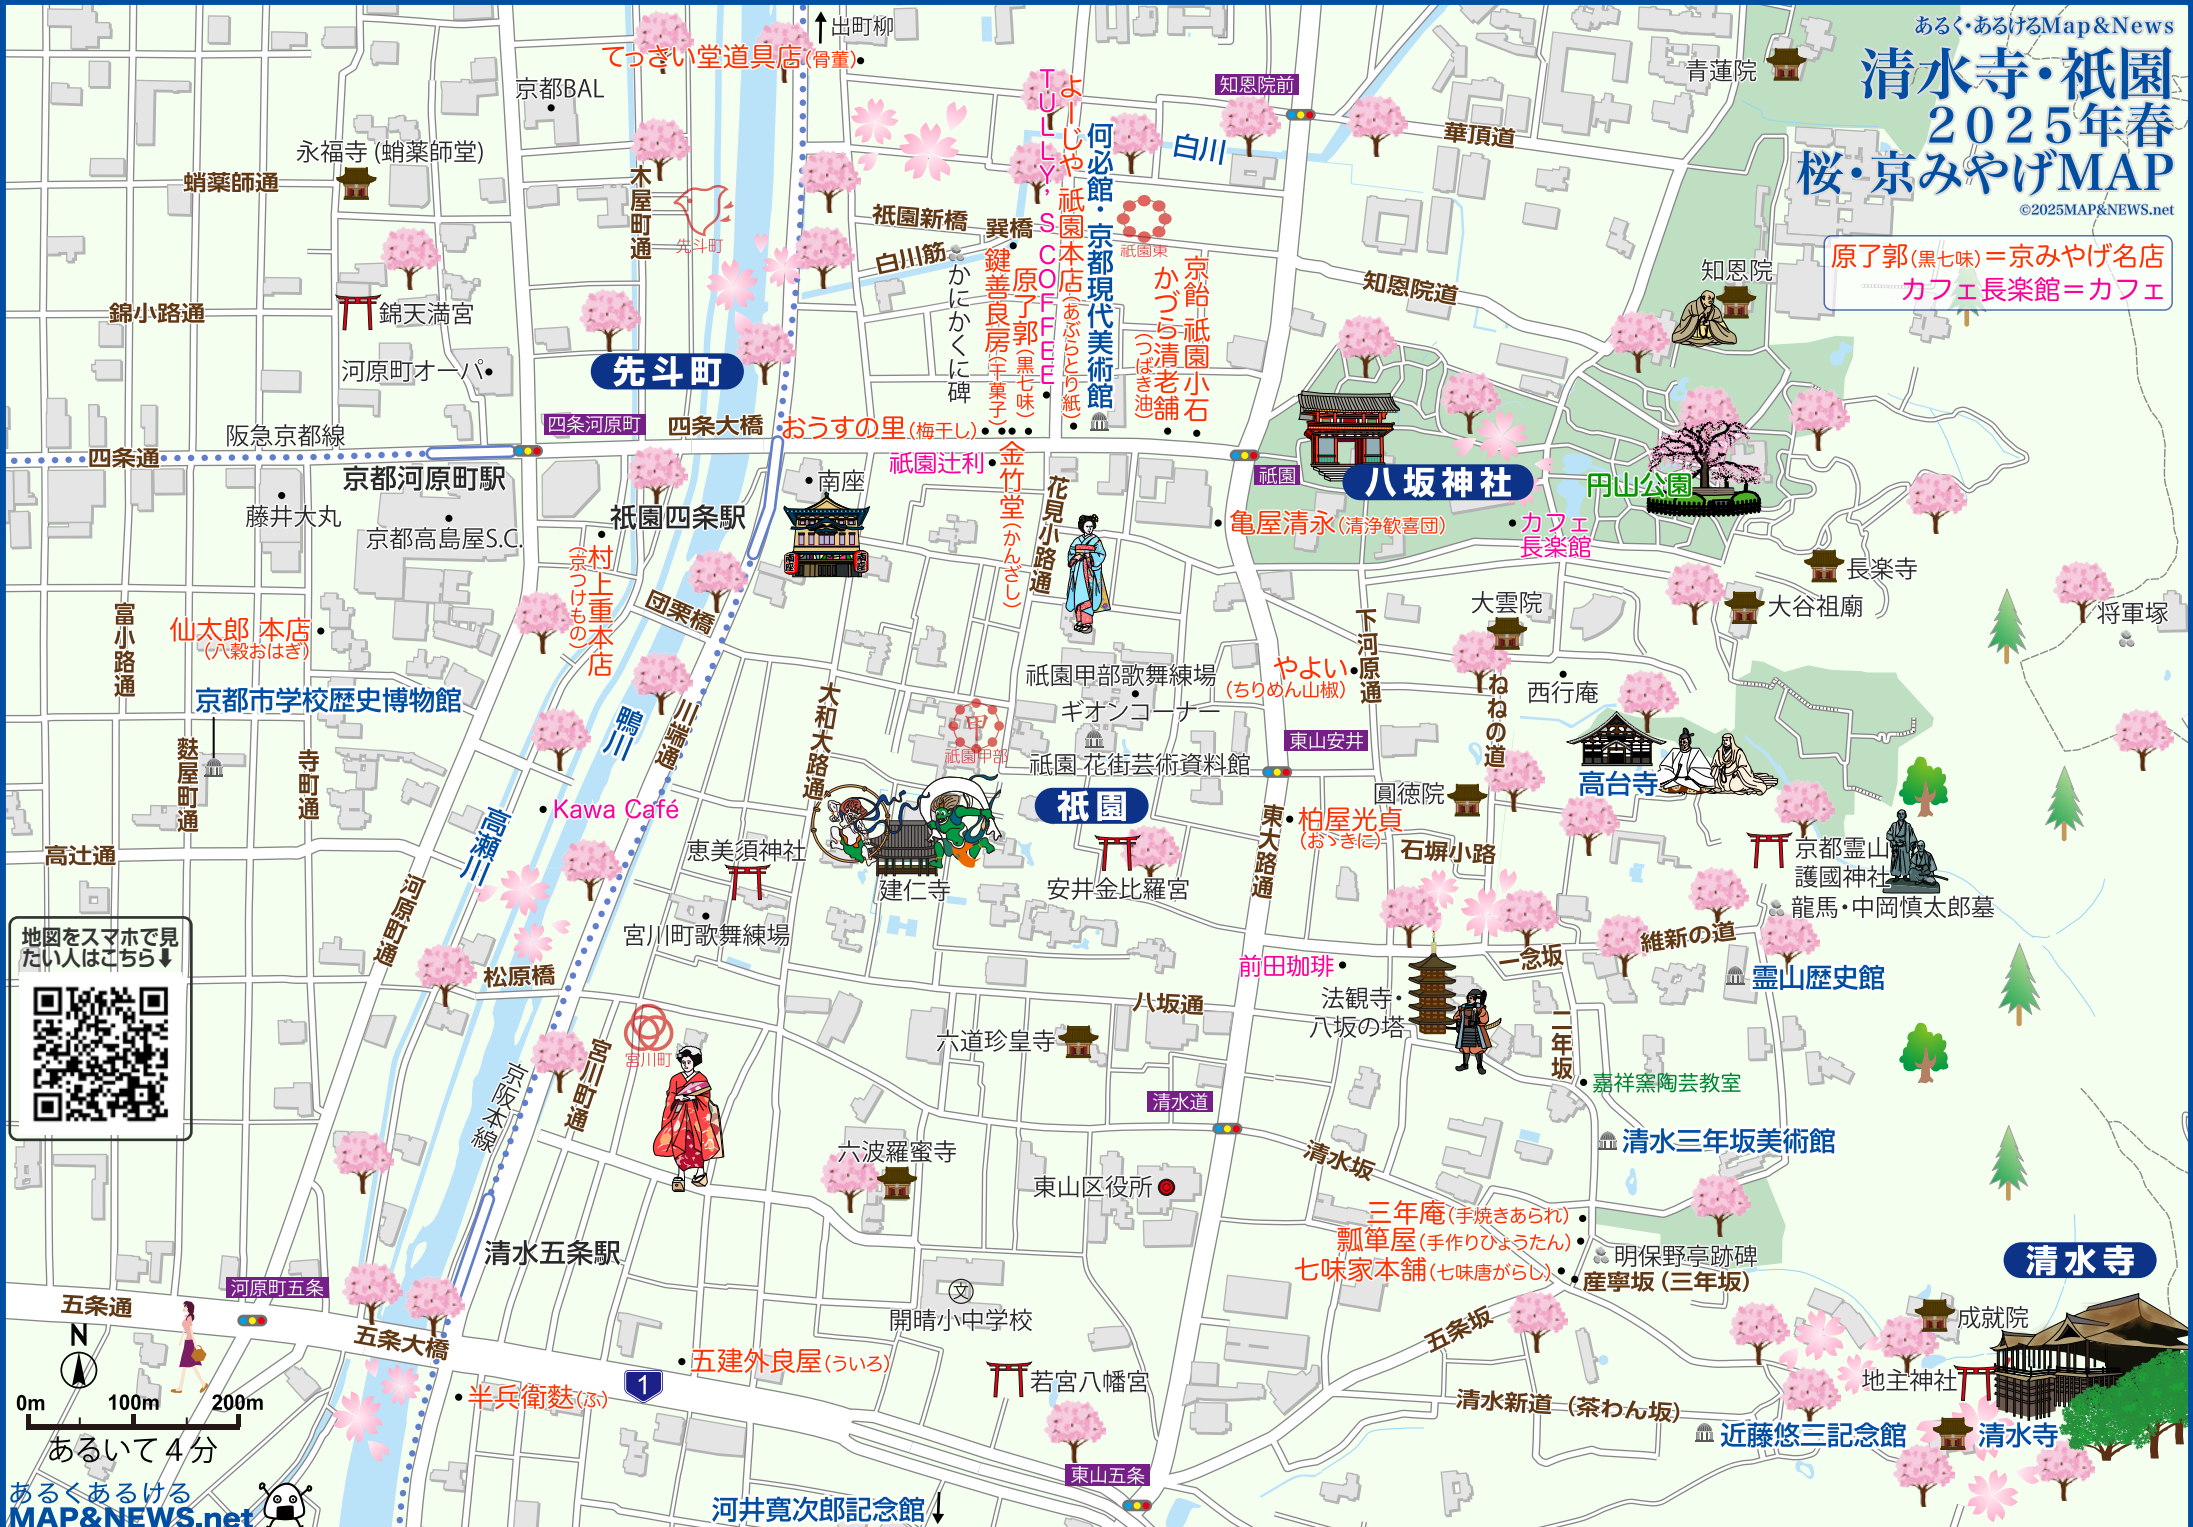 あるく・あるけるMap&News
清水寺・祇園
2025年春
桜・京みやげMAP
©2025MAP&NEWS.net
原了郭(黒七味)＝京みやげ名店
カフェ長楽館＝カフェ
出町柳
てっさい堂道具店(骨董)
京都BAL
永福寺 (蛸薬師堂)
蛸薬師通
木屋町通
先斗町
錦小路通
錦天満宮
河原町オーパ
先斗町
四条河原町
四条大橋
阪急京都線
四条通
京都河原町駅
藤井大丸
京都高島屋S.C.
祇園四条駅
南座
知恩院前
青蓮院
華頂道
白川
祇園新橋
巽橋
白川筋
かにかくに碑
鍵善良房(干菓子)
原了郭(黒七味)
TULLY'S COFFEE
よーじや 祇園本店(あぶらとり紙)
何必館・京都現代美術館
祇園東
かづら清老舗(つばき油)
京飴 祇園小石
知恩院道
知恩院
おうすの里(梅干し)
祇園辻利
金竹堂(かんざし)
花見小路通
祇園
八坂神社
円山公園
亀屋清永(清浄歓喜団)
カフェ
長楽館
長楽寺
大谷祖廟
将軍塚
大雲院
下河原通
村上重本店
(京つけもの)
団栗橋
富小路通
仙太郎 本店
(八穀おはぎ)
京都市学校歴史博物館
麩屋町通
寺町通
鴨川
川端通
大和大路通
祇園甲部歌舞練場
ギオンコーナー
甲
祇園甲部
祇園 花街芸術資料館
祇園
やよい
(ちりめん山椒)
東山安井
ねねの道
西行庵
高台寺
圓徳院
柏屋光貞
(おゝきに)
石塀小路
東大路通
京都霊山
護國神社
龍馬・中岡慎太郎墓
Kawa Café
高瀬川
高辻通
河原町通
恵美須神社
建仁寺
安井金比羅宮
宮川町歌舞練場
地図をスマホで見
たい人はこちら⬇
松原橋
前田珈琲
一念坂
維新の道
霊山歴史館
法観寺・
八坂の塔
八坂通
六道珍皇寺
二年坂
嘉祥窯陶芸教室
宮川町
宮川町通
京阪本線
清水道
清水三年坂美術館
清水坂
六波羅蜜寺
東山区役所
三年庵(手焼きあられ)
瓢箪屋(手作りひょうたん)
七味家本舗(七味唐がらし)
明保野亭跡碑
産寧坂 (三年坂)
清水寺
清水五条駅
河原町五条
五条通
五条大橋
文
開晴小中学校
五条坂
成就院
地主神社
清水新道 (茶わん坂)
近藤悠三記念館
清水寺
五建外良屋(ういろ)
半兵衛麩(ふ)
1
若宮八幡宮
東山五条
河井寛次郎記念館
N
0m 100m 200m
あるいて４分
あるくあるける
MAP&NEWS.net